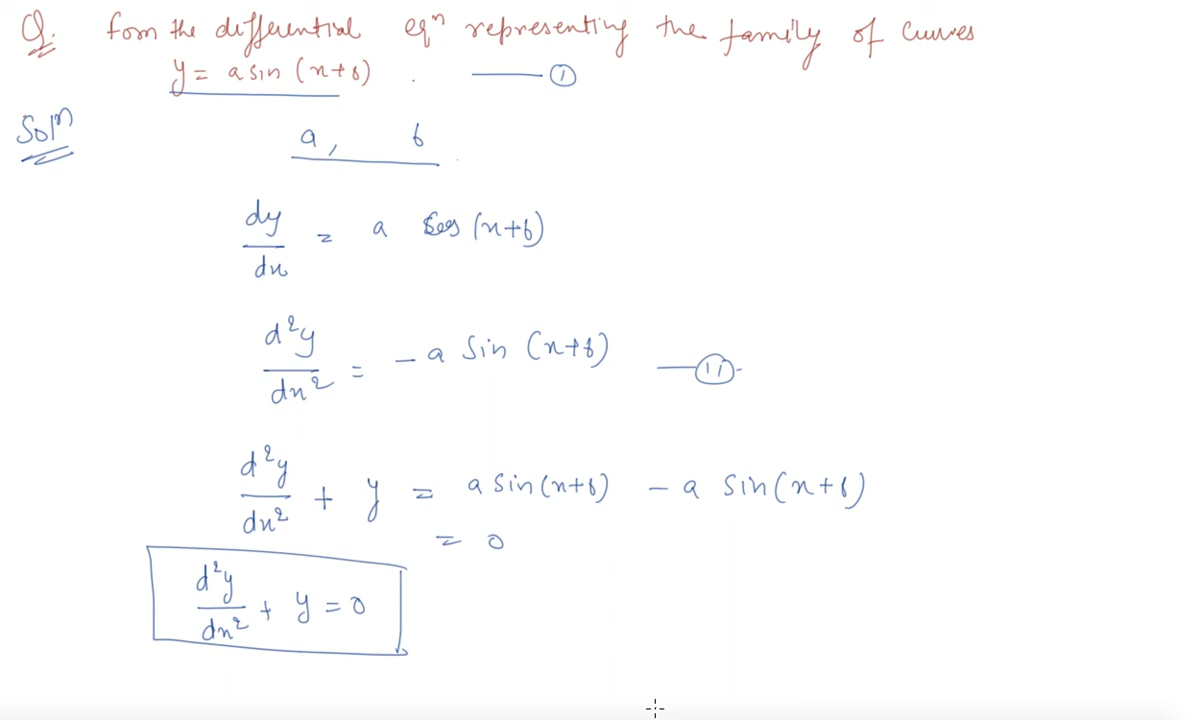 Q. form the differential eqⁿ representing the family of curves
y = a sin (x+b) . —— ①
Solⁿ
a, b
dy/dx = a cos (x+b)
d²y/dx² = – a sin (x+b) —— ⑪
d²y/dx² + y = a sin(x+b) – a sin(x+b)
= 0
d²y/dx² + y = 0